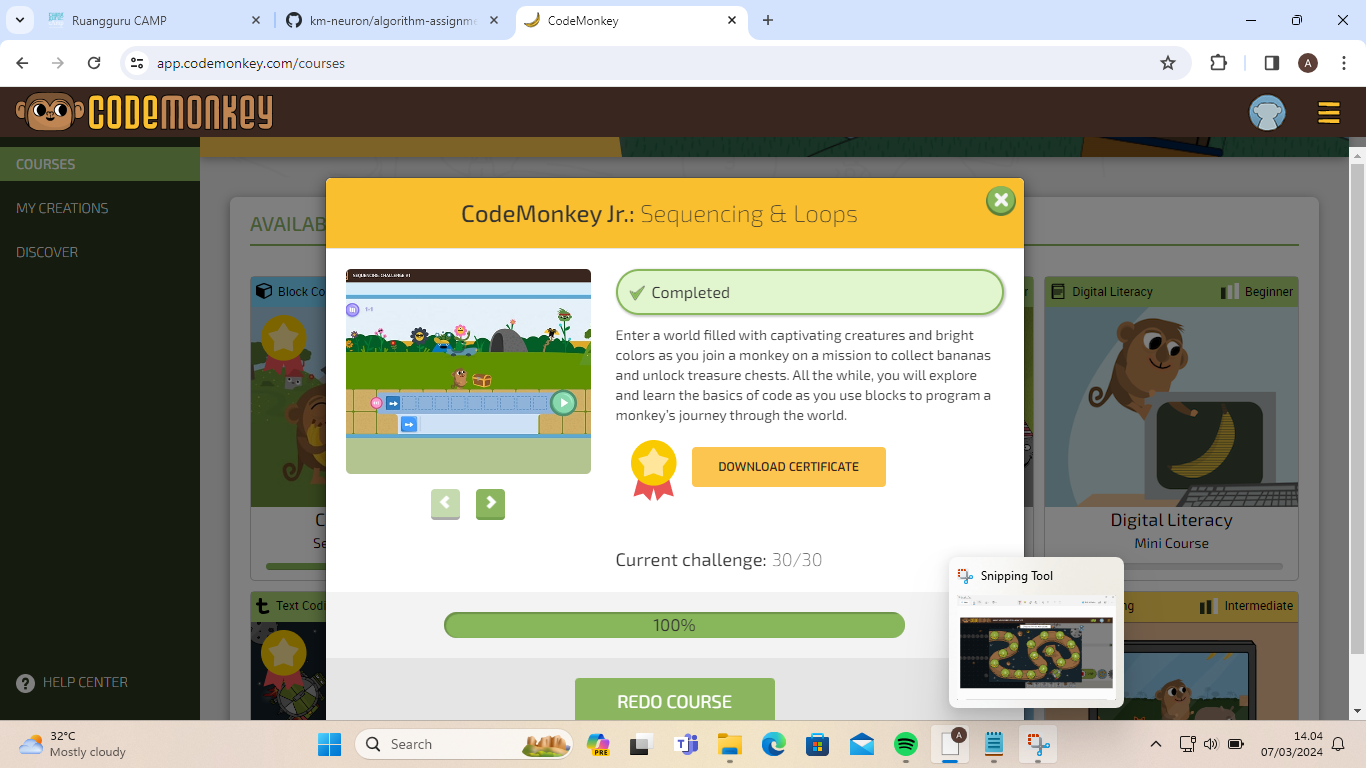 Ruangguru CAMP
km-neuron/algorithm-assignme
CodeMonkey
app.codemonkey.com/courses
A
CODEMONKEY
COURSES
MY CREATIONS
DISCOVER
HELP CENTER
AVAILAB
Block Co
Digital Literacy
Beginner
CodeMonkey Jr.: Sequencing & Loops
SEQUENCING CHALLENGE #1
Completed
Enter a world filled with captivating creatures and bright
colors as you join a monkey on a mission to collect bananas
and unlock treasure chests. All the while, you will explore
and learn the basics of code as you use blocks to program a
monkey's journey through the world.
DOWNLOAD CERTIFICATE
Digital Literacy
Mini Course
C
Se
Current challenge: 30/30
Snipping Tool
Text Codi
ng
Intermediate
100%
REDO COURSE
32°C
Mostly cloudy
Search
PRE
A
14.04
07/03/2024